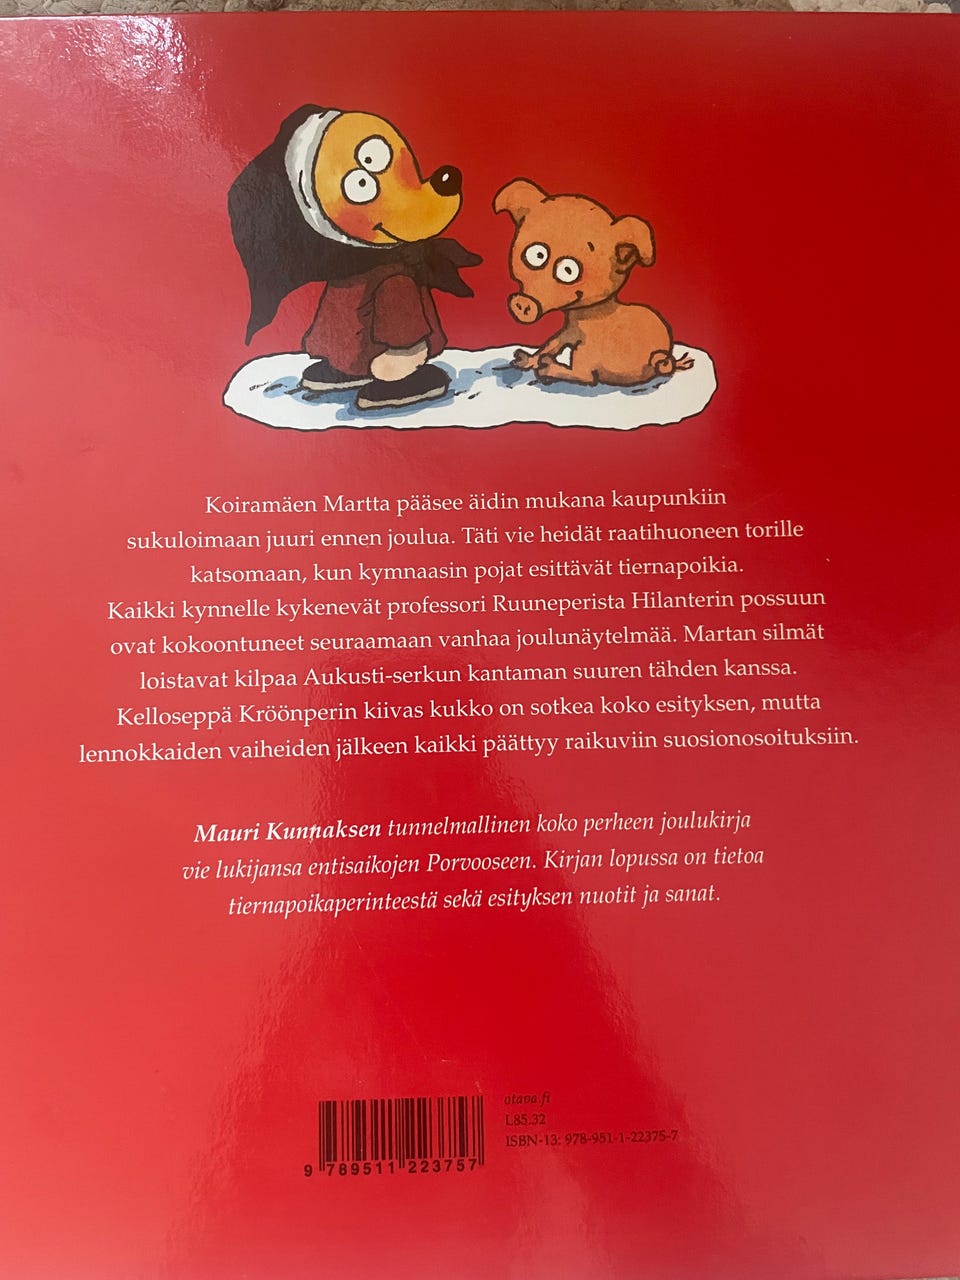 Koiramäen Martta pääsee äidin mukana kaupunkiin
sukuloimaan juuri ennen joulua. Täti vie heidät raatihuoneen torille
katsomaan, kun kymnaasin pojat esittävät tiernapoikia.
Kaikki kynnelle kykenevät professori Ruuneperista Hilanterin possuun
ovat kokoontuneet seuraamaan vanhaa joulunäytelmää. Martan silmät
loistavat kilpaa Aukusti-serkun kantaman suuren tähden kanssa.
Kelloseppä Kröönperin kiivas kukko on sotkea koko esityksen, mutta
lennokkaiden vaiheiden jälkeen kaikki päättyy raikuviin suosionosoituksiin.
Mauri Kunnaksen tunnelmallinen koko perheen joulukirja
vie lukijansa entisaikojen Porvooseen. Kirjan lopussa on tietoa
tiernapoikaperinteestä sekä esityksen nuotit ja sanat.
otava.fi
L85.32
ISBN-13: 978-951-1-22375-7
9 789511 223757